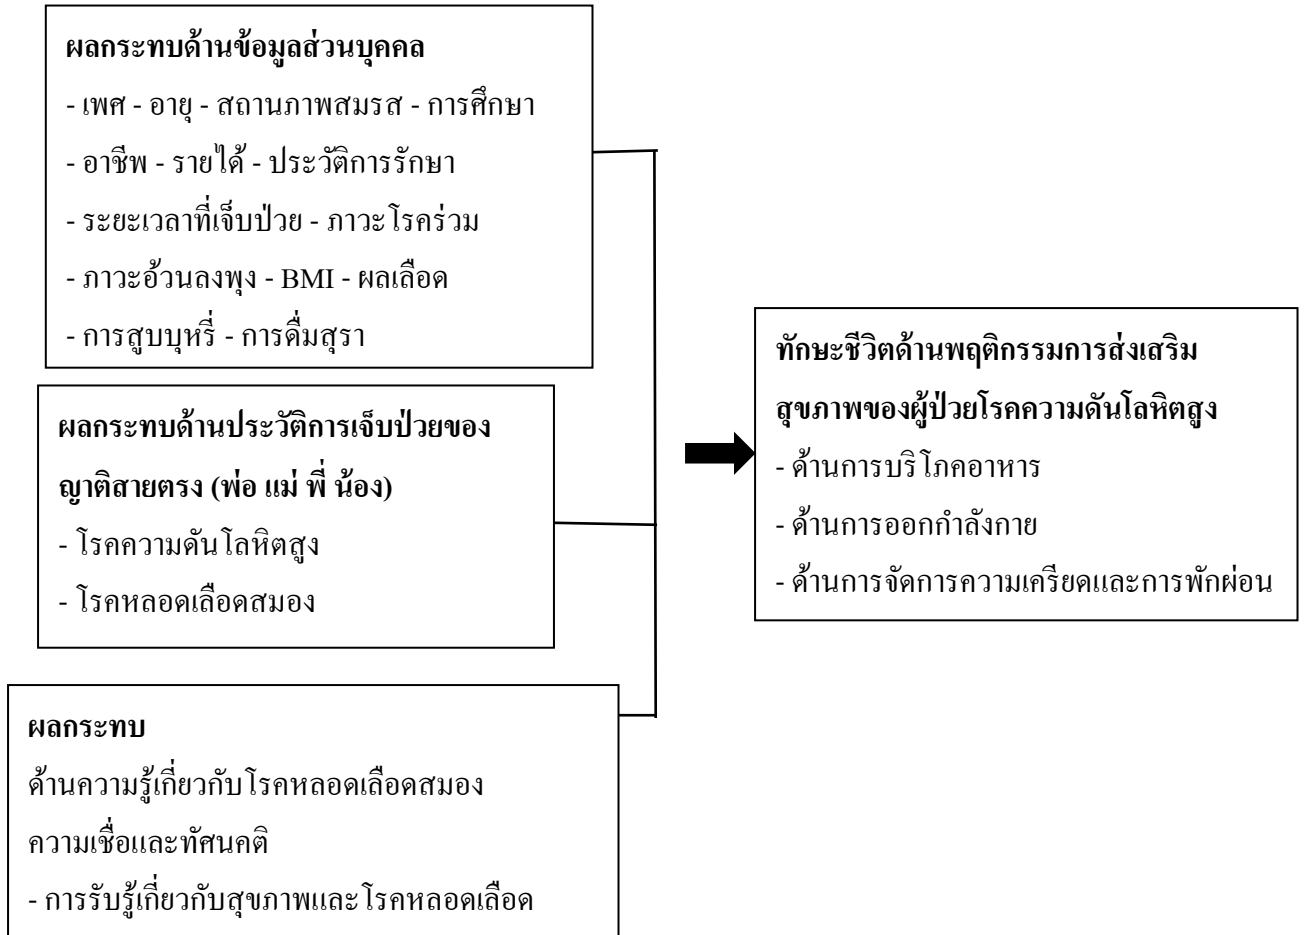 ผลกระทบด้านข้อมูลส่วนบุคคล
- เพศ - อายุ - สถานภาพสมรส - การศึกษา
- อาชีพ - รายได้ - ประวัติการรักษา
- ระยะเวลาที่เจ็บป่วย - ภาวะโรคร่วม
- ภาวะอ้วนลงพุง - BMI - ผลเลือด
- การสูบบุหรี่ - การดื่มสุรา
ผลกระทบด้านประวัติการเจ็บป่วยของ
ญาติสายตรง (พ่อ แม่ พี่ น้อง)
- โรคความดันโลหิตสูง
- โรคหลอดเลือดสมอง
ผลกระทบ
ด้านความรู้เกี่ยวกับโรคหลอดเลือดสมอง
ความเชื่อและทัศนคติ
- การรับรู้เกี่ยวกับสุขภาพและโรคหลอดเลือด
ทักษะชีวิตด้านพฤติกรรมการส่งเสริม
สุขภาพของผู้ป่วยโรคความดันโลหิตสูง
- ด้านการบริโภคอาหาร
- ด้านการออกกำลังกาย
- ด้านการจัดการความเครียดและการพักผ่อน